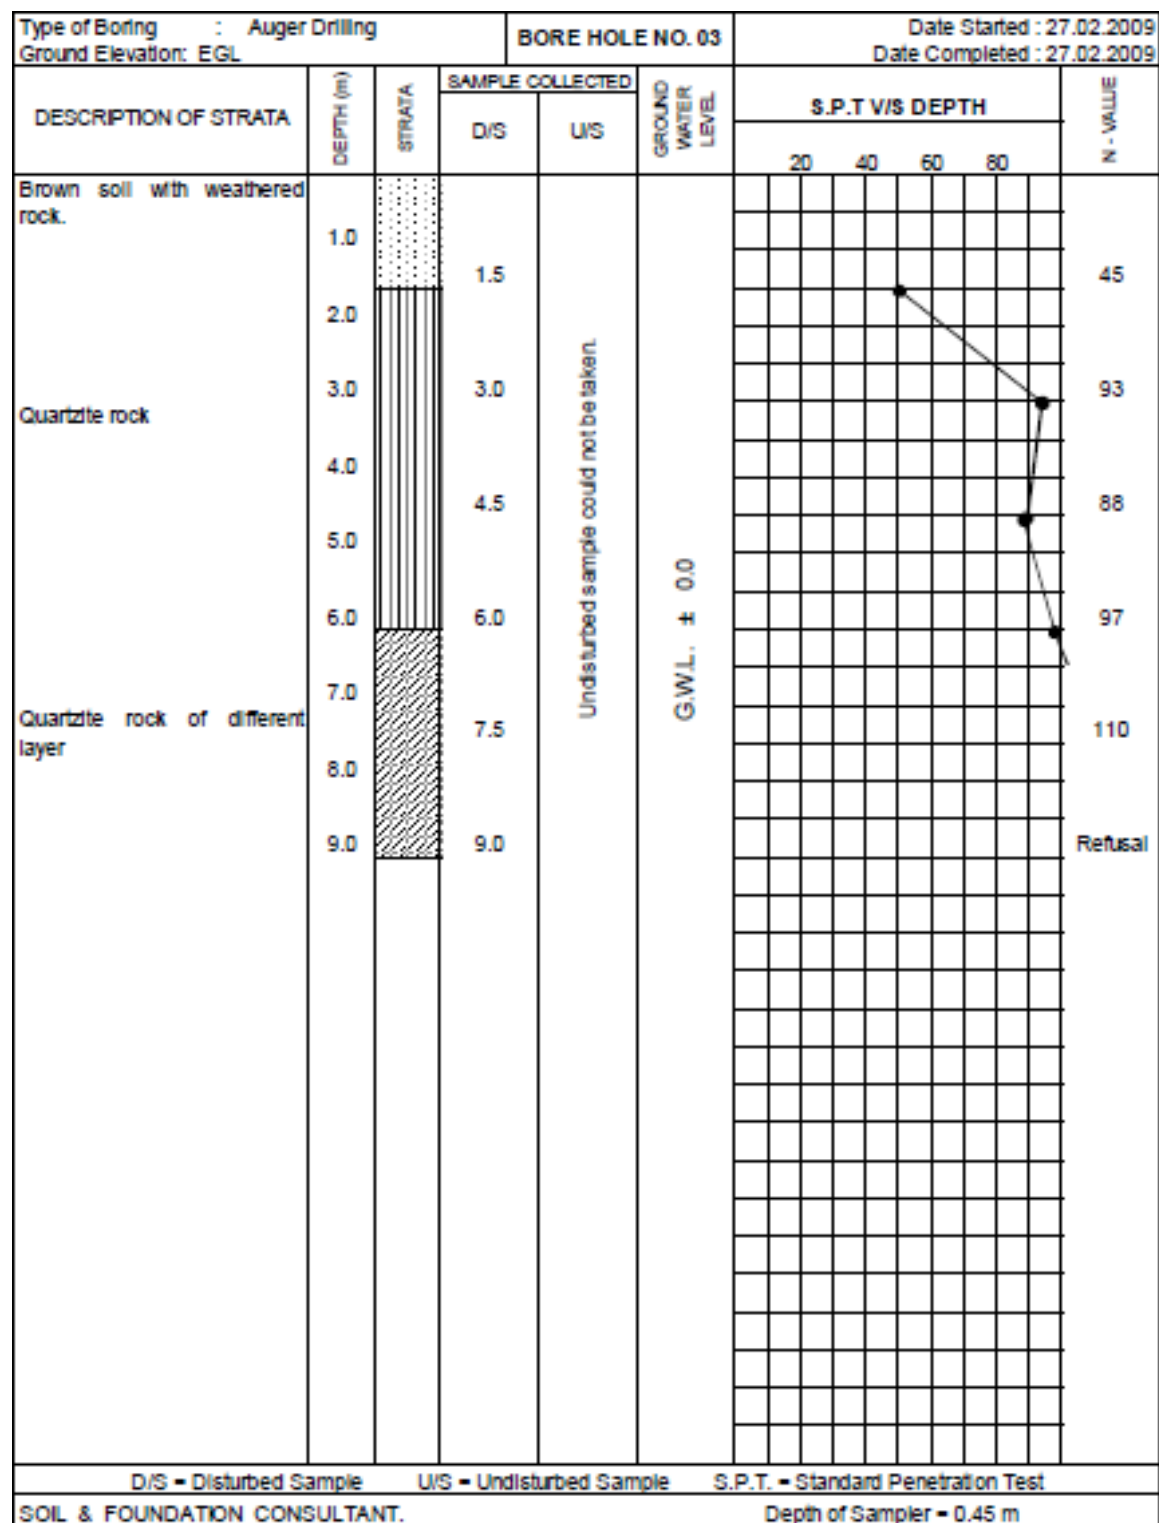 Type of Boring : Auger Drilling
Ground Elevation: EGL
BORE HOLE NO. 03
Date Started : 27.02.2009
Date Completed : 27.02.2009
DESCRIPTION OF STRATA
DEPTH (m)
STRATA
SAMPLE COLLECTED
D/S
U/S
GROUND
WATER
LEVEL
S.P.T V/S DEPTH
20 40 60 80
N - VALUE
Brown soil with weathered
rock.
1.0
1.5
45
2.0
3.0
3.0
93
Quartzite rock
4.0
4.5
88
5.0
6.0
6.0
97
7.0
Quartzite rock of different
layer
7.5
110
8.0
9.0
9.0
Refusal
Undisturbed sample could not be taken.
G.W.L. ± 0.0
D/S = Disturbed Sample U/S = Undisturbed Sample S.P.T. = Standard Penetration Test
SOIL & FOUNDATION CONSULTANT.
Depth of Sampler = 0.45 m